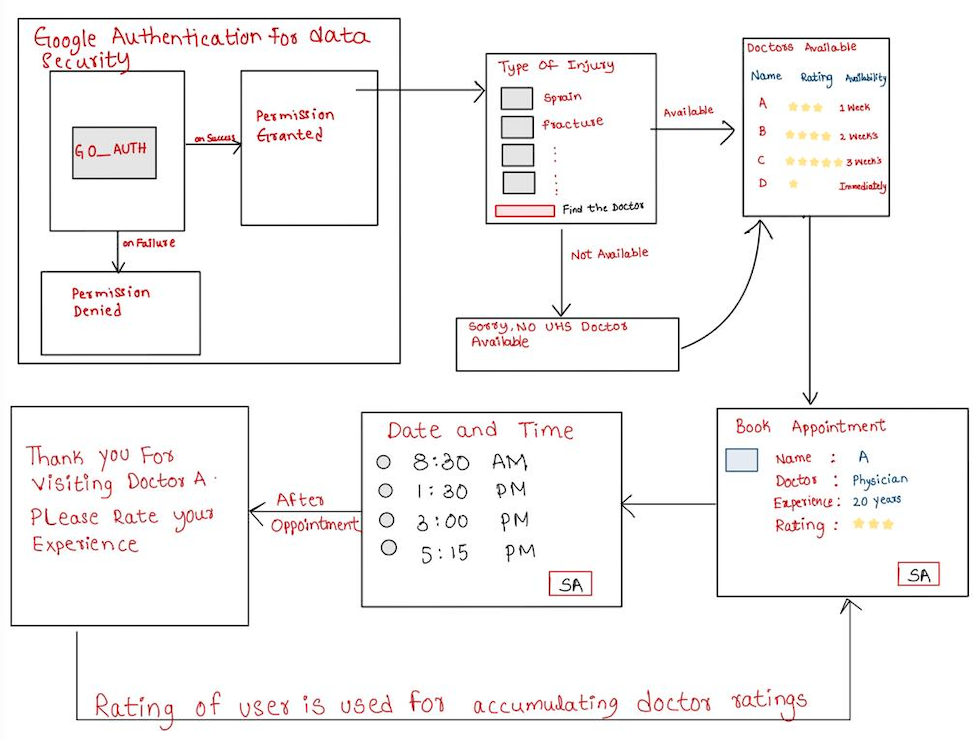 Google Authentication For data
Security
GO_AUTH
on Success
Permission
Granted
on Failure
Permission
Denied
Type Of Injury
Sprain
Fracture
Find the Doctor
Available
Not Available
Sorry, NO UHS Doctor
Available
Doctors Available
Name Rating Availability
A 1 Week
B 2 Week's
C 3 Week's
D Immediately
Book Appointment
Name : A
Doctor : Physician
Experience: 20 years
Rating :
SA
Date and Time
8:30 AM
1:30 PM
3:00 PM
5:15 PM
SA
After
Oppointment
Thank you For
Visiting Doctor A.
Please Rate your
Experience
Rating of user is used for accumulating doctor ratings